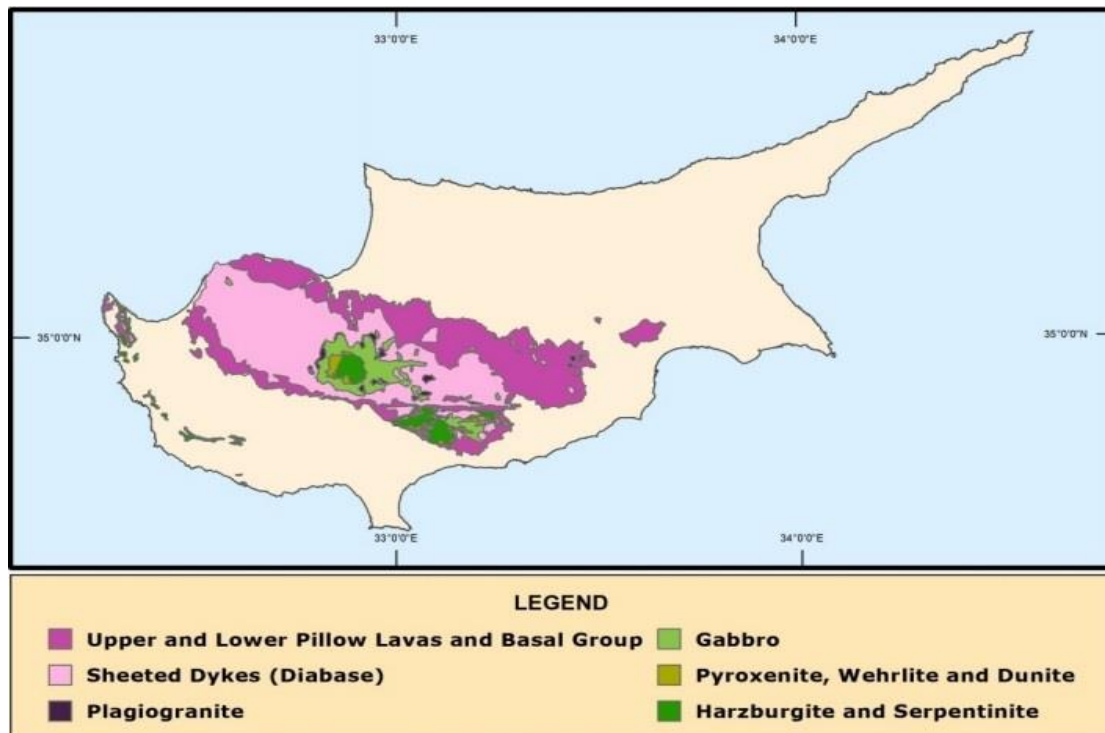 33°0'0"E 34°0'0"E
35°0'0"N 35°0'0"N
33°0'0"E 34°0'0"E
LEGEND
Upper and Lower Pillow Lavas and Basal Group
Gabbro
Sheeted Dykes (Diabase)
Pyroxenite, Wehrlite and Dunite
Plagiogranite
Harzburgite and Serpentinite